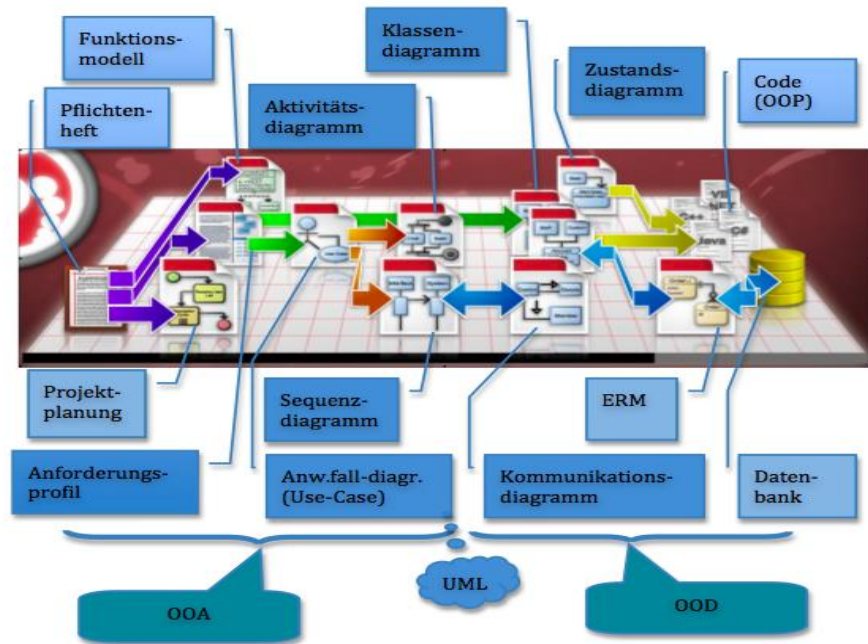 Funktions-
modell
Klassen-
diagramm
Zustands-
diagramm
Code
(OOP)
Pflichten-
heft
Aktivitäts-
diagramm
C++
C#
Java
Projekt-
planung
Sequenz-
diagramm
ERM
Anforderungs-
profil
Anw.fall-diagr.
(Use-Case)
Kommunikations-
diagramm
Daten-
bank
UML
OOA
OOD